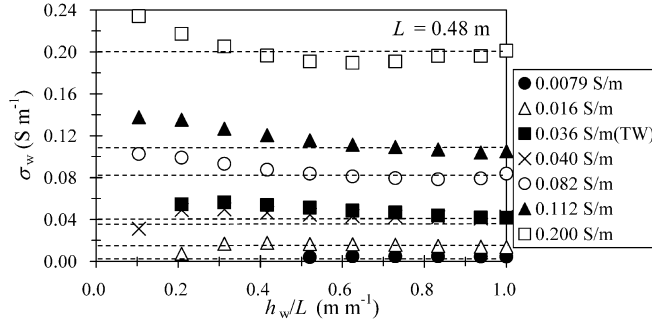 0.24
0.20
0.16
0.12
0.08
0.04
0.00
σw (S m-1)
L = 0.48 m
0.0 0.2 0.4 0.6 0.8 1.0
hw/L (m m-1)
0.0079 S/m
0.016 S/m
0.036 S/m(TW)
0.040 S/m
0.082 S/m
0.112 S/m
0.200 S/m